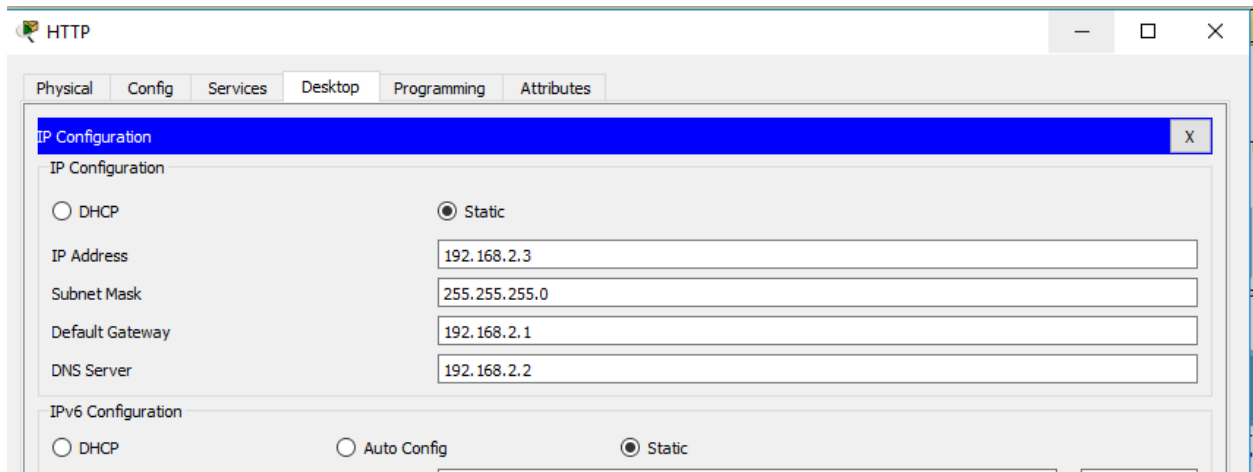 HTTP
Physical Config Services Desktop Programming Attributes
IP Configuration X
IP Configuration
DHCP Static
IP Address 192.168.2.3
Subnet Mask 255.255.255.0
Default Gateway 192.168.2.1
DNS Server 192.168.2.2
IPv6 Configuration
DHCP Auto Config Static